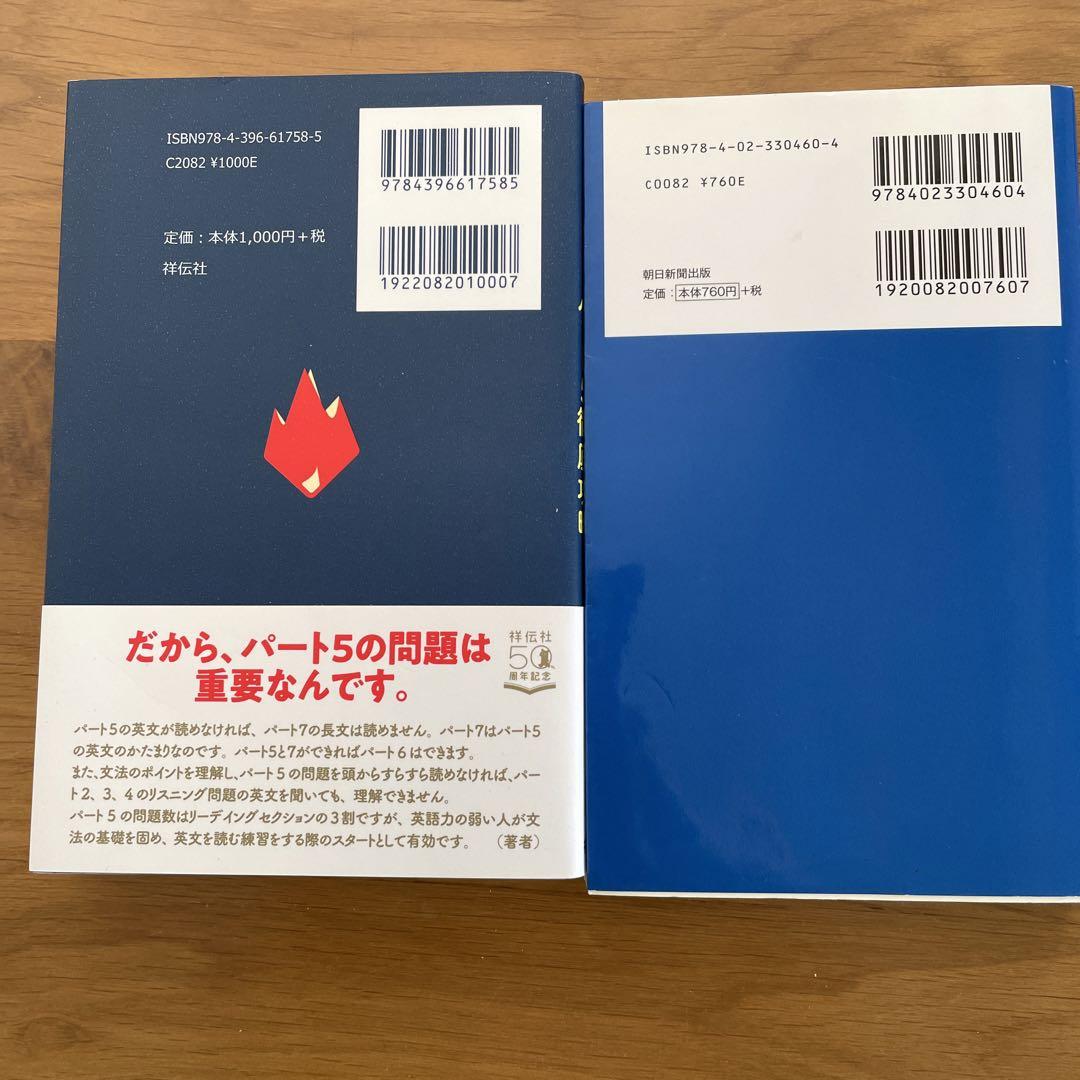 ISBN978-4-396-61758-5
C2082 ¥1000E
9784396617585
定価：本体1,000円＋税
祥伝社
1922082010007
だから、パート5の問題は
重要なんです。
祥伝社
50
周年記念
パート5の英文が読めなければ、パート7の長文は読めません。パート7はパート5
の英文のかたまりなのです。パート5と7ができればパート6はできます。
また、文法のポイントを理解し、パート5の問題を頭からすらすら読めなければ、パー
ト2、3、4のリスニング問題の英文を聞いても、理解できません。
パート5の問題数はリーデイングセクションの3割ですが、英語力の弱い人が文
法の基礎を固め、英文を読む練習をする際のスタートとして有効です。（著者）
ISBN978-4-02-330460-4
C0082 ¥760E
9784023304604
朝日新聞出版
定価：本体760円＋税
1920082007607